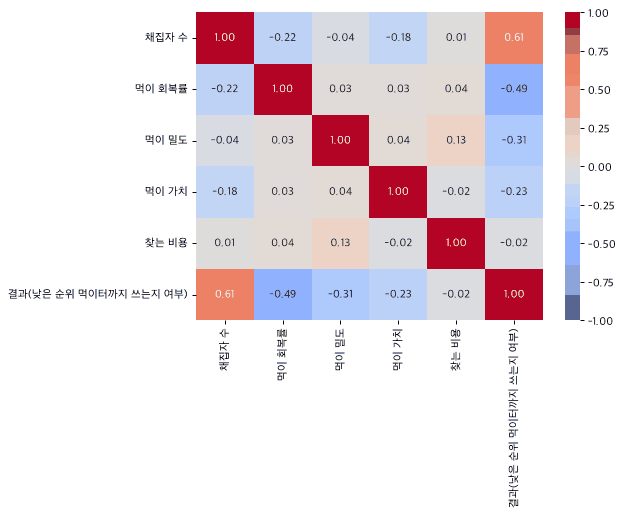 채집자 수 1.00 -0.22 -0.04 -0.18 0.01 0.61
먹이 회복률 -0.22 1.00 0.03 0.03 0.04 -0.49
먹이 밀도 -0.04 0.03 1.00 0.04 0.13 -0.31
먹이 가치 -0.18 0.03 0.04 1.00 -0.02 -0.23
찾는 비용 0.01 0.04 0.13 -0.02 1.00 -0.02
결과(낮은 순위 먹이터까지 쓰는지 여부) 0.61 -0.49 -0.31 -0.23 -0.02 1.00
채집자 수
먹이 회복률
먹이 밀도
먹이 가치
찾는 비용
결과(낮은 순위 먹이터까지 쓰는지 여부)
1.00
0.75
0.50
0.25
0.00
-0.25
-0.50
-0.75
-1.00